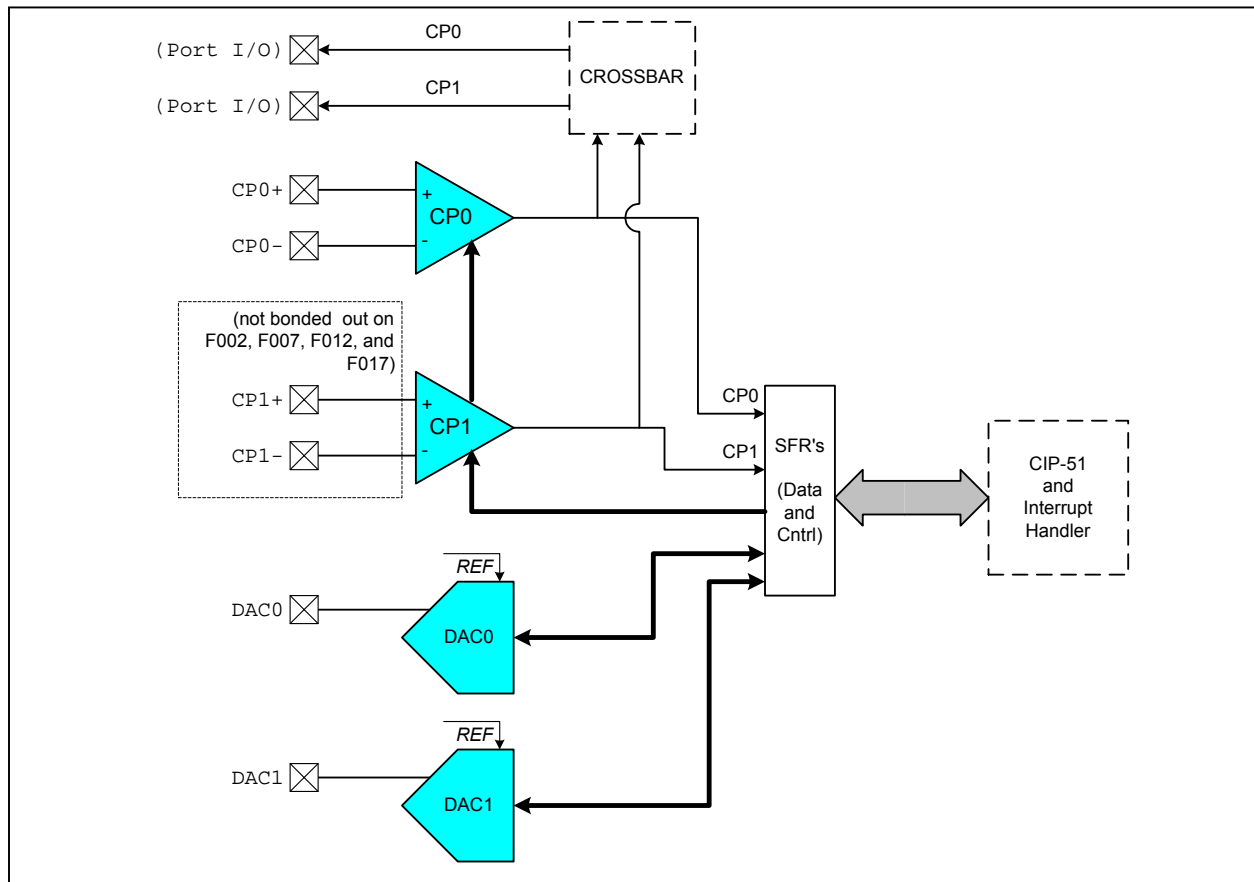 (Port I/O)
CP0
CROSSBAR
(Port I/O)
CP1
CP0+
+
CP0
CP0-
-
(not bonded out on
F002, F007, F012, and
F017)
CP1+
+
CP1
CP1-
-
CP0
CP1
SFR's
(Data
and
Cntrl)
CIP-51
and
Interrupt
Handler
REF
DAC0
DAC0
REF
DAC1
DAC1